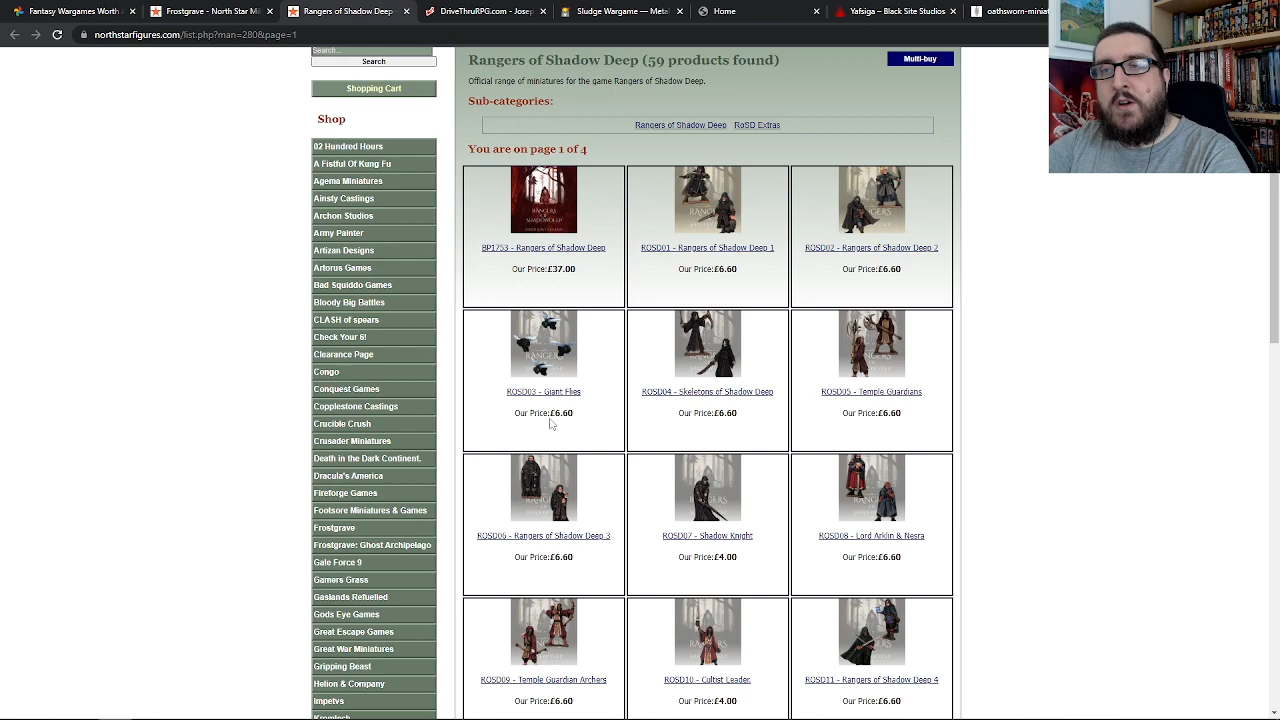 Fantasy Wargames Worth
Frostgrave - North Star Mi
Rangers of Shadow Deep
DriveThruRPG.com - Josep
Sludge Wargame — Metal
Home
Vantage - Black Site Studios
oathsworn-miniat
northstarfigures.com/list.php?man=280&page=1
Search...
Search
Shopping Cart
Shop
02 Hundred Hours
A Fistful Of Kung Fu
Agema Miniatures
Ainsty Castings
Archon Studios
Army Painter
Artizan Designs
Artorus Games
Bad Squiddo Games
Bloody Big Battles
CLASH of spears
Check Your 6!
Clearance Page
Congo
Conquest Games
Copplestone Castings
Crucible Crush
Crusader Miniatures
Death in the Dark Continent.
Dracula's America
Fireforge Games
Footsore Miniatures & Games
Frostgrave
Frostgrave: Ghost Archipelago
Gale Force 9
Gamers Grass
Gaslands Refuelled
Gods Eye Games
Great Escape Games
Great War Miniatures
Gripping Beast
Helion & Company
Impetvs
Kromlech
Rangers of Shadow Deep (59 products found)
Multi-buy
Official range of miniatures for the game Rangers of Shadow Deep.
Sub-categories:
Rangers of Shadow Deep RoSD Extras
You are on page 1 of 4
BP1753 - Rangers of Shadow Deep
Our Price:£37.00
ROSD01 - Rangers of Shadow Deep 1
Our Price:£6.60
ROSD02 - Rangers of Shadow Deep 2
Our Price:£6.60
ROSD03 - Giant Flies
Our Price:£6.60
ROSD04 - Skeletons of Shadow Deep
Our Price:£6.60
ROSD05 - Temple Guardians
Our Price:£6.60
ROSD06 - Rangers of Shadow Deep 3
Our Price:£6.60
ROSD07 - Shadow Knight
Our Price:£4.00
ROSD08 - Lord Arklin & Nesra
Our Price:£6.60
ROSD09 - Temple Guardian Archers
Our Price:£6.60
ROSD10 - Cultist Leader
Our Price:£4.00
ROSD11 - Rangers of Shadow Deep 4
Our Price:£6.60